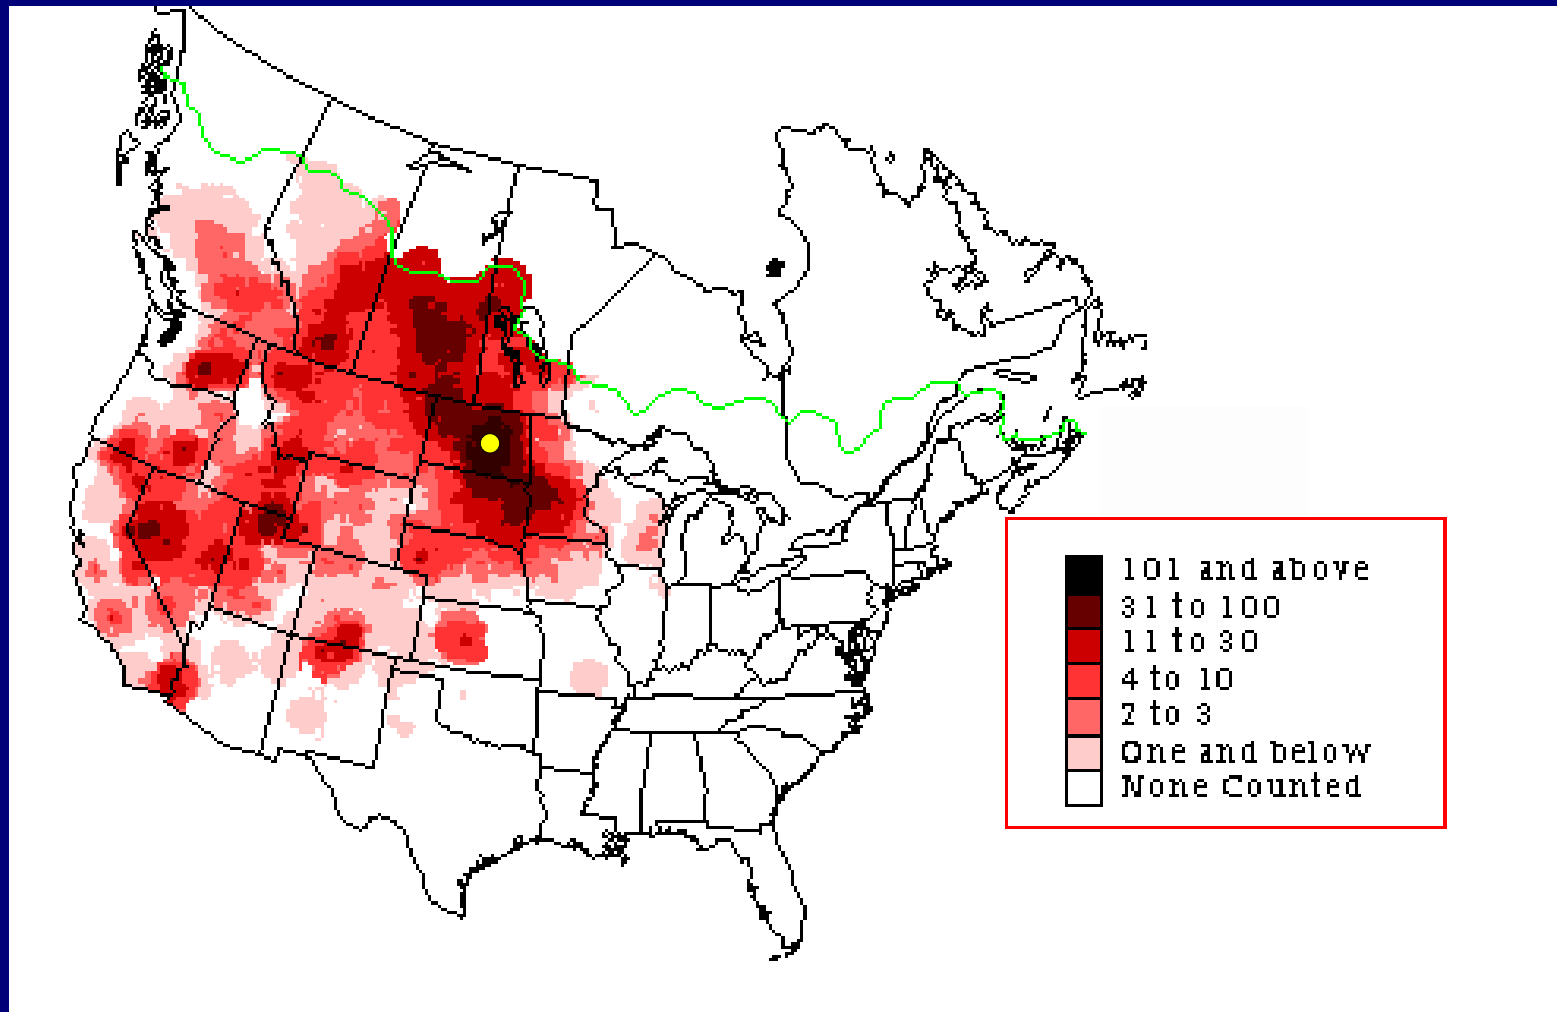 101 and above
31 to 100
11 to 30
4 to 10
2 to 3
One and below
None Counted